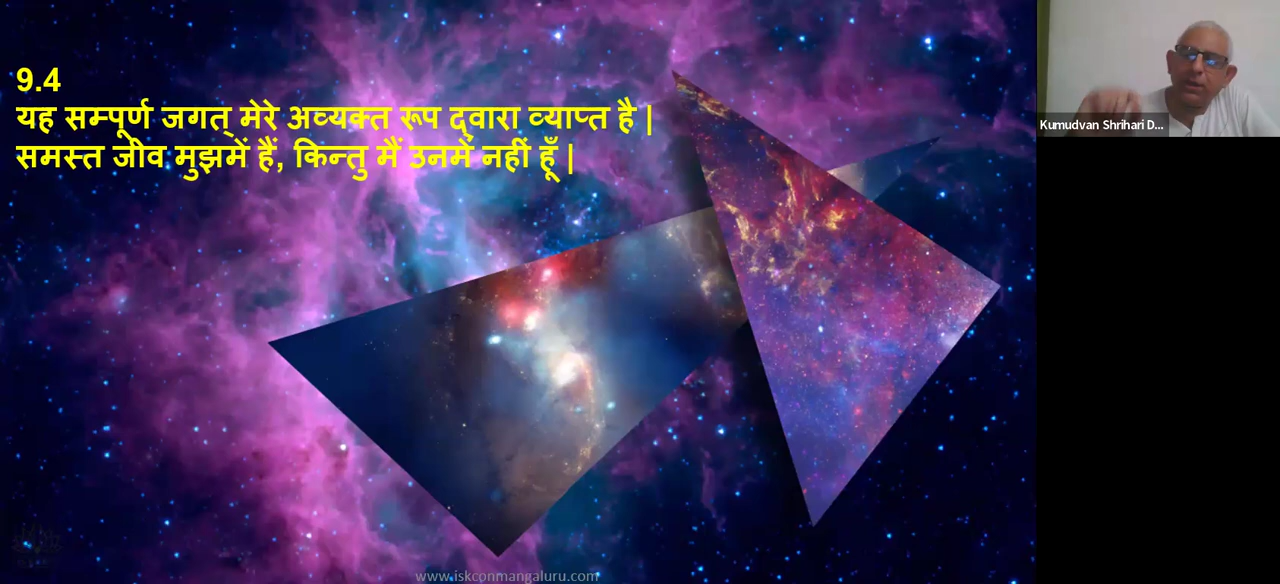 9.4
यह सम्पूर्ण जगत् मेरे अव्यक्त रूप द्वारा व्याप्त है |
समस्त जीव मुझमें हैं, किन्तु मैं उनमें नहीं हूँ |
Kumudvan Shrihari D...
www.iskconmangaluru.com